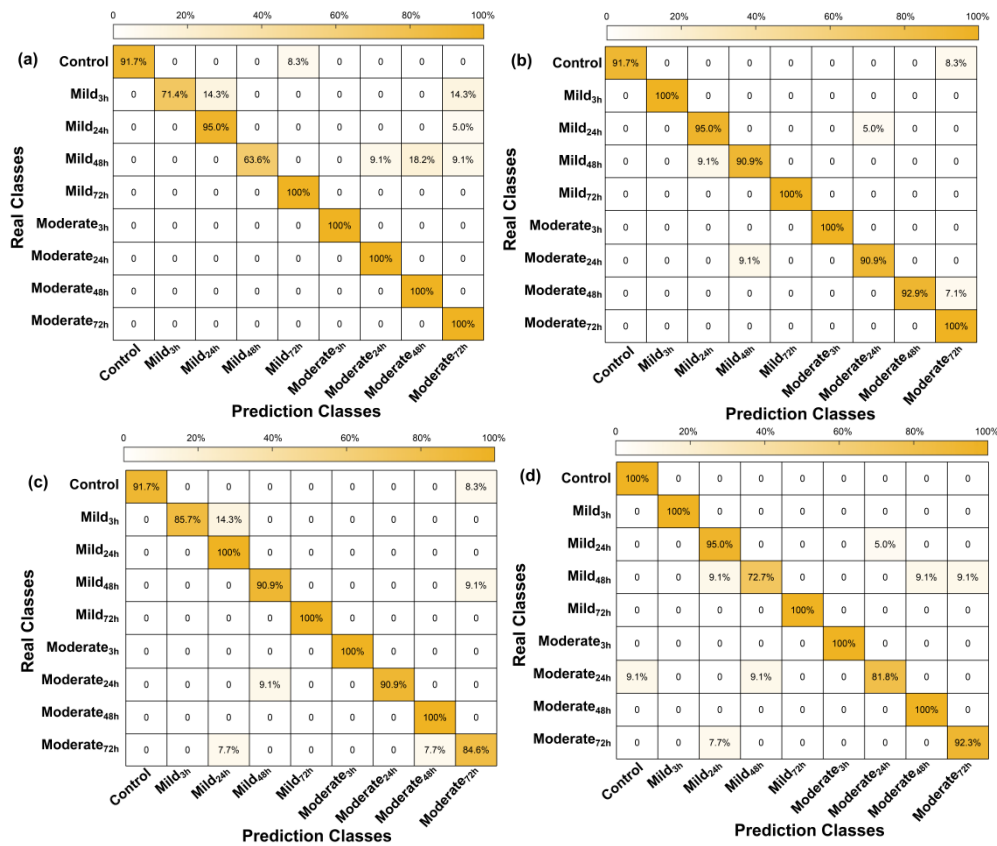 0 20% 40% 60% 80% 100%
(a)
Real Classes
Control 91.7% 0 0 0 8.3% 0 0 0 0
Mild3h 0 71.4% 14.3% 0 0 0 0 0 14.3%
Mild24h 0 0 95.0% 0 0 0 0 0 5.0%
Mild48h 0 0 0 63.6% 0 0 9.1% 18.2% 9.1%
Mild72h 0 0 0 0 100% 0 0 0 0
Moderate3h 0 0 0 0 0 100% 0 0 0
Moderate24h 0 0 0 0 0 0 100% 0 0
Moderate48h 0 0 0 0 0 0 0 100% 0
Moderate72h 0 0 0 0 0 0 0 0 100%
Control Mild3h Mild24h Mild48h Mild72h Moderate3h Moderate24h Moderate48h Moderate72h
Prediction Classes
0 20% 40% 60% 80% 100%
(b)
Real Classes
Control 91.7% 0 0 0 0 0 0 0 8.3%
Mild3h 0 100% 0 0 0 0 0 0 0
Mild24h 0 0 95.0% 0 0 0 5.0% 0 0
Mild48h 0 0 9.1% 90.9% 0 0 0 0 0
Mild72h 0 0 0 0 100% 0 0 0 0
Moderate3h 0 0 0 0 0 100% 0 0 0
Moderate24h 0 0 0 9.1% 0 0 90.9% 0 0
Moderate48h 0 0 0 0 0 0 0 92.9% 7.1%
Moderate72h 0 0 0 0 0 0 0 0 100%
Control Mild3h Mild24h Mild48h Mild72h Moderate3h Moderate24h Moderate48h Moderate72h
Prediction Classes
0 20% 40% 60% 80% 100%
(c)
Real Classes
Control 91.7% 0 0 0 0 0 0 0 8.3%
Mild3h 0 85.7% 14.3% 0 0 0 0 0 0
Mild24h 0 0 100% 0 0 0 0 0 0
Mild48h 0 0 0 90.9% 0 0 0 0 9.1%
Mild72h 0 0 0 0 100% 0 0 0 0
Moderate3h 0 0 0 0 0 100% 0 0 0
Moderate24h 0 0 0 9.1% 0 0 90.9% 0 0
Moderate48h 0 0 0 0 0 0 0 100% 0
Moderate72h 0 0 7.7% 0 0 0 0 7.7% 84.6%
Control Mild3h Mild24h Mild48h Mild72h Moderate3h Moderate24h Moderate48h Moderate72h
Prediction Classes
0 20% 40% 60% 80% 100%
(d)
Real Classes
Control 100% 0 0 0 0 0 0 0 0
Mild3h 0 100% 0 0 0 0 0 0 0
Mild24h 0 0 95.0% 0 0 0 5.0% 0 0
Mild48h 0 0 9.1% 72.7% 0 0 0 9.1% 9.1%
Mild72h 0 0 0 0 100% 0 0 0 0
Moderate3h 0 0 0 0 0 100% 0 0 0
Moderate24h 9.1% 0 0 9.1% 0 0 81.8% 0 0
Moderate48h 0 0 0 0 0 0 0 100% 0
Moderate72h 0 0 7.7% 0 0 0 0 0 92.3%
Control Mild3h Mild24h Mild48h Mild72h Moderate3h Moderate24h Moderate48h Moderate72h
Prediction Classes